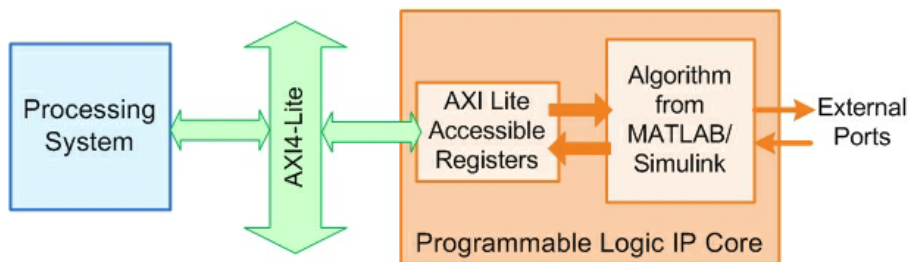 Processing
System
AXI4-Lite
AXI Lite
Accessible
Registers
Algorithm
from
MATLAB/
Simulink
External
Ports
Programmable Logic IP Core